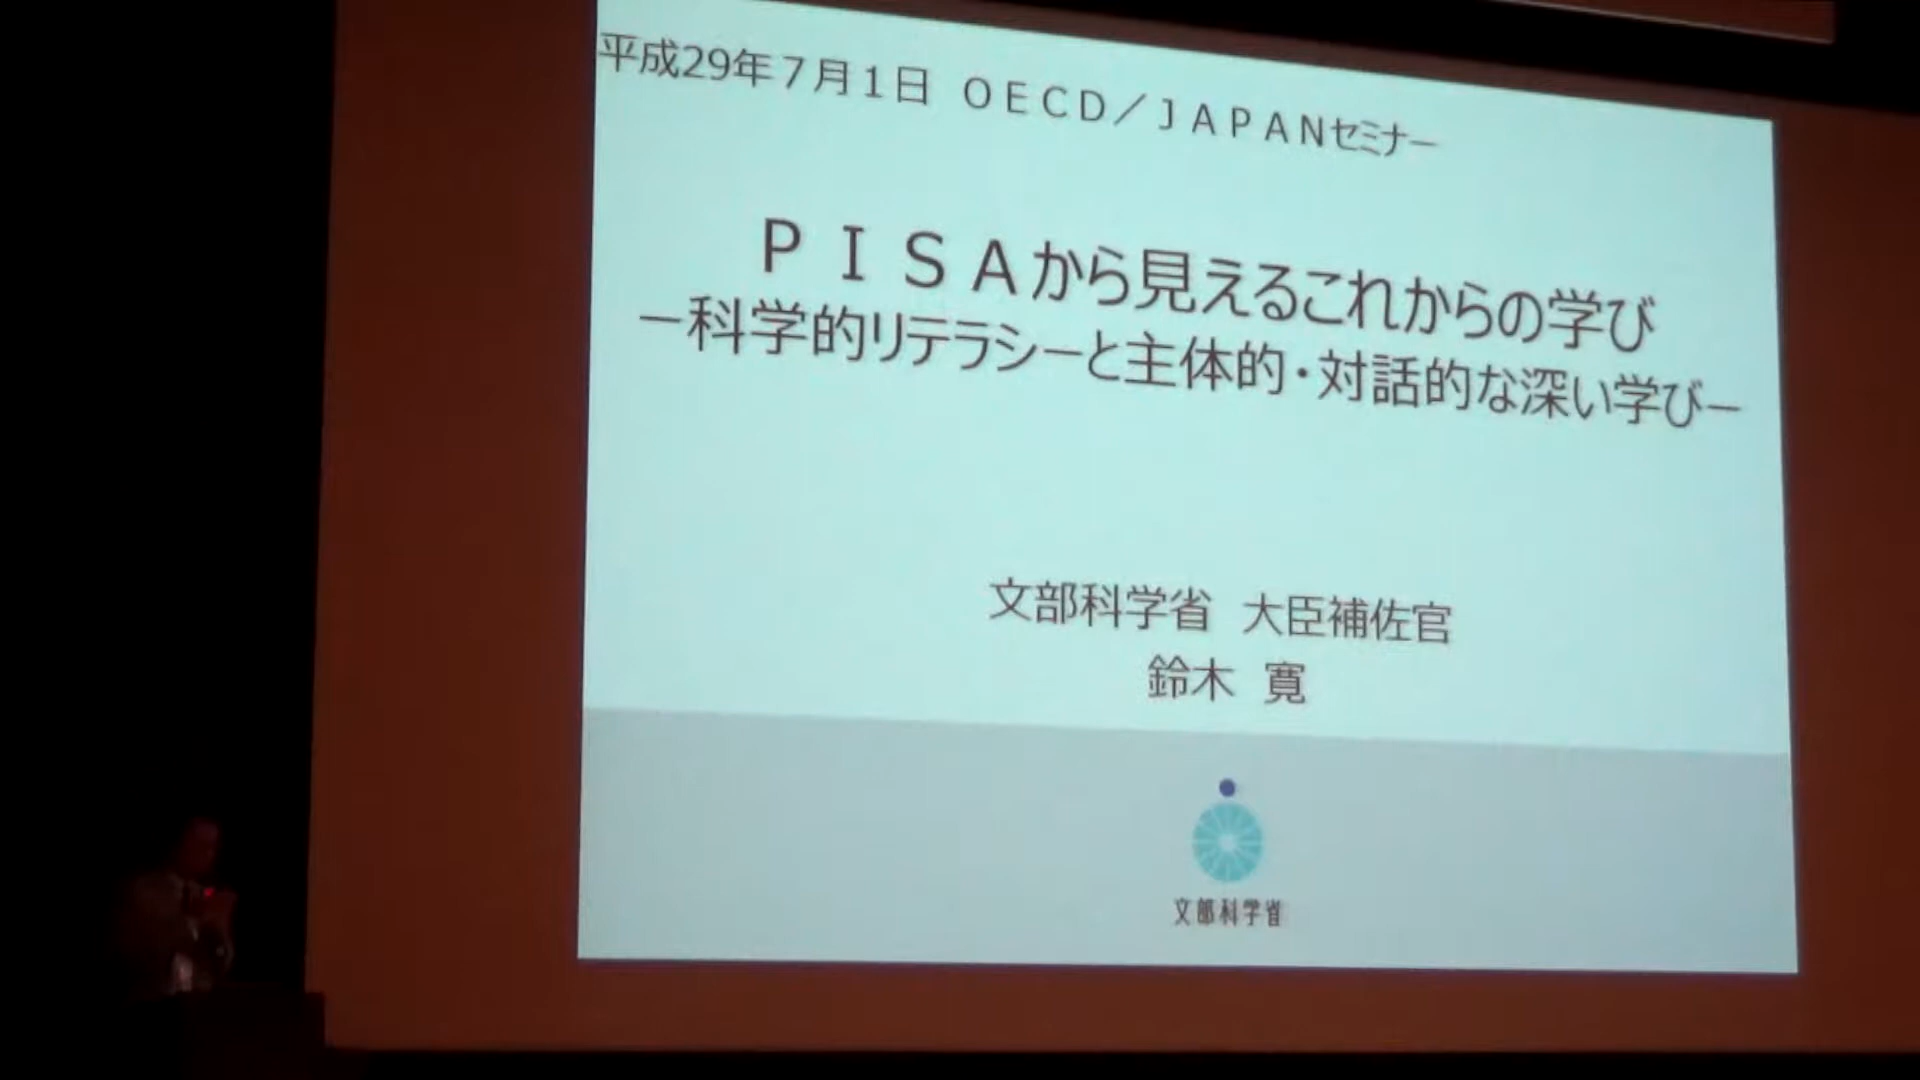 平成29年7月1日 OECD/JAPANセミナー
PISAから見えるこれからの学び
ー科学的リテラシーと主体的・対話的な深い学びー
文部科学省 大臣補佐官
鈴木 寛
文部科学省